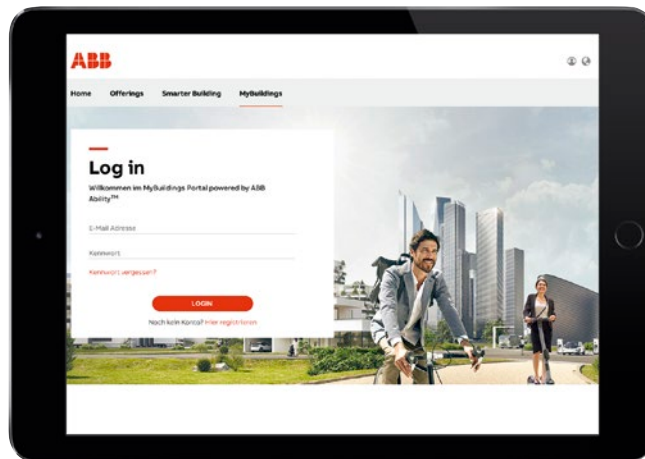 ABB
Home Offerings Smarter Building MyBuildings
Log in
Willkommen im MyBuildings Portal powered by ABB
Ability™
E-Mail Adresse
Kennwort
Kennwort vergessen?
LOGIN
Noch kein Konto? Hier registrieren